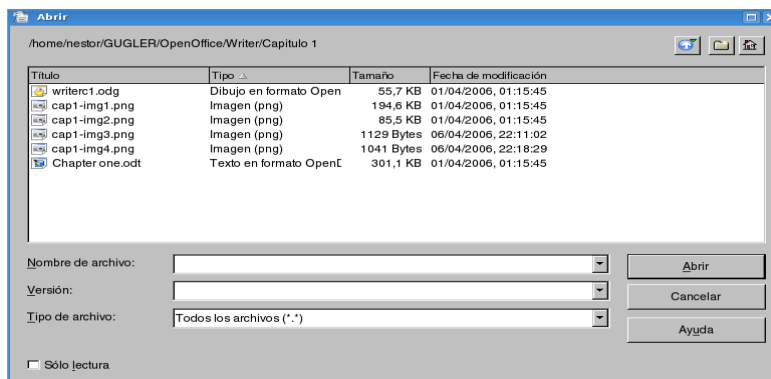 Abrir
/home/nestor/GUGLER/OpenOffice/Writer/Capitulo 1
Título Tipo Tamaño Fecha de modificación
writerc1.odg Dibujo en formato Open 55,7 KB 01/04/2006, 01:15:45
cap1-img1.png Imagen (png) 194,6 KB 01/04/2006, 01:15:45
cap1-img2.png Imagen (png) 85,5 KB 01/04/2006, 01:15:45
cap1-img3.png Imagen (png) 1129 Bytes 06/04/2006, 22:11:02
cap1-img4.png Imagen (png) 1041 Bytes 06/04/2006, 22:18:29
Chapter one.odt Texto en formato OpenD 301,1 KB 01/04/2006, 01:15:45
Nombre de archivo: Abrir
Versión: Cancelar
Tipo de archivo: Todos los archivos (*.*) Ayuda
Sólo lectura